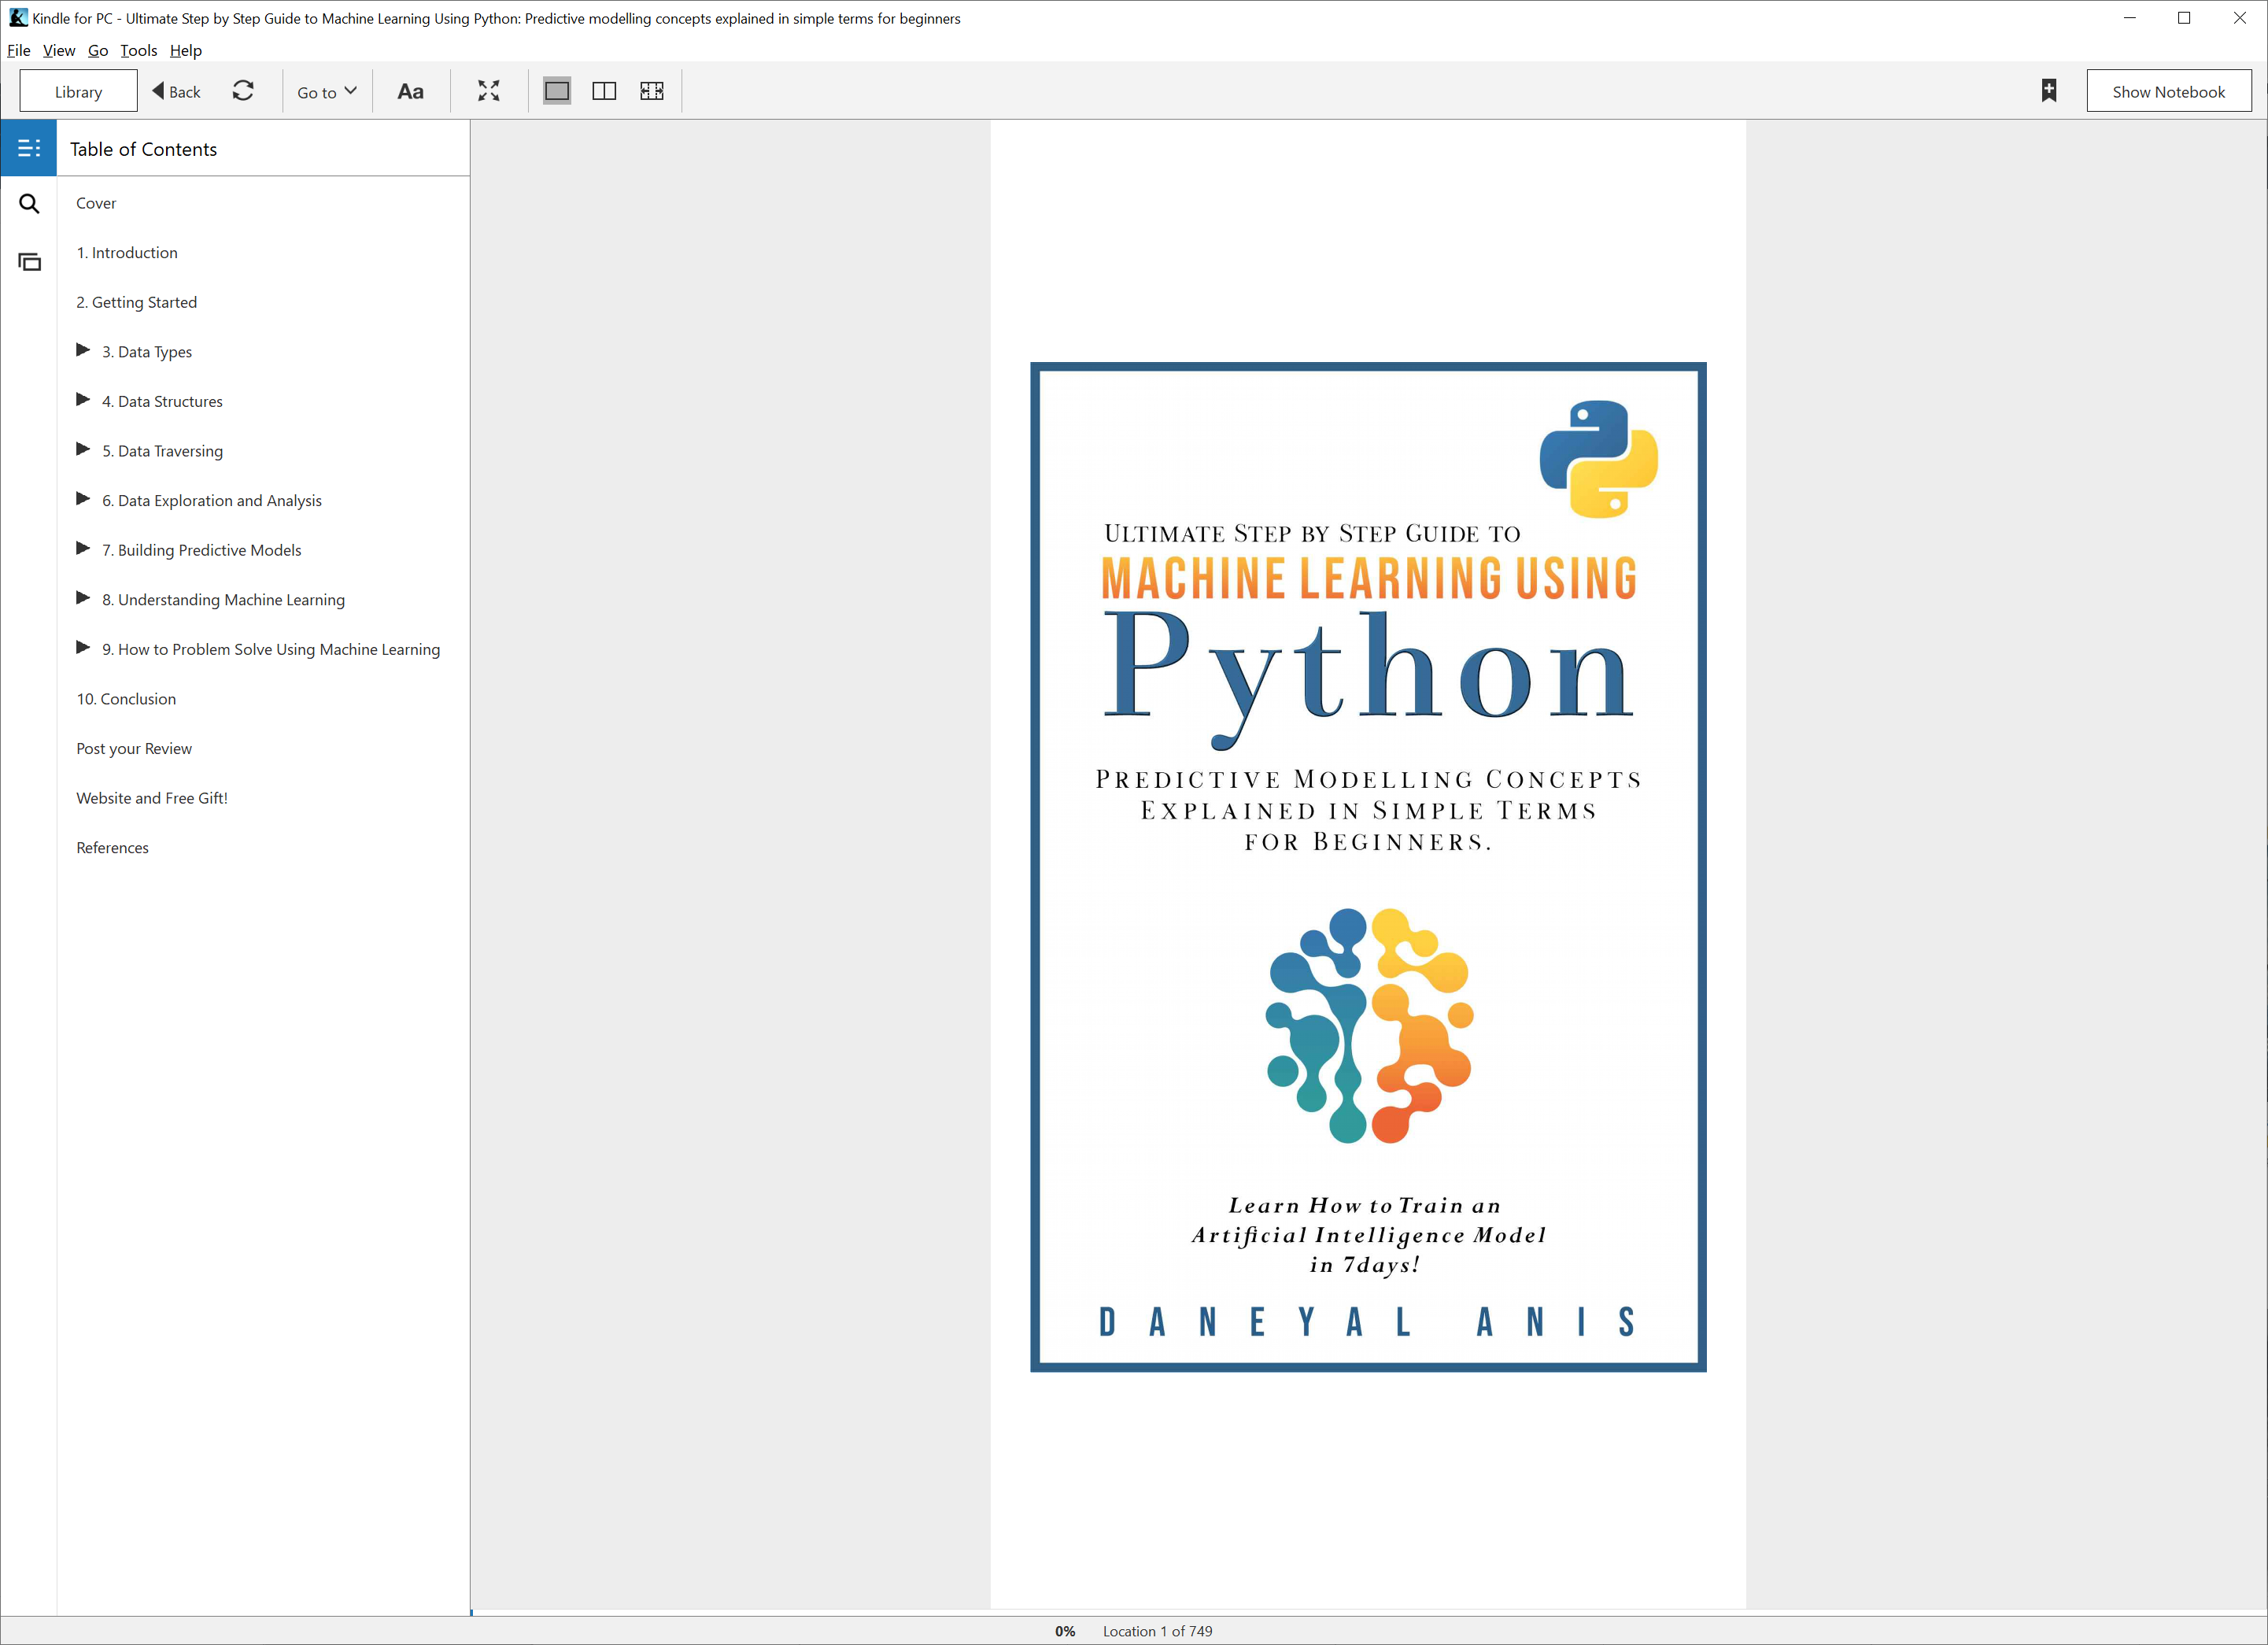 Kindle for PC - Ultimate Step by Step Guide to Machine Learning Using Python: Predictive modelling concepts explained in simple terms for beginners
File View Go Tools Help
Library Back Go to Aa Show Notebook
Table of Contents
Cover
1. Introduction
2. Getting Started
3. Data Types
4. Data Structures
5. Data Traversing
6. Data Exploration and Analysis
7. Building Predictive Models
8. Understanding Machine Learning
9. How to Problem Solve Using Machine Learning
10. Conclusion
Post your Review
Website and Free Gift!
References
Ultimate Step by Step Guide to
MACHINE LEARNING USING
Python
Predictive Modelling Concepts
Explained in Simple Terms
for Beginners.
Learn How to Train an
Artificial Intelligence Model
in 7days!
DANEYAL ANIS
0% Location 1 of 749